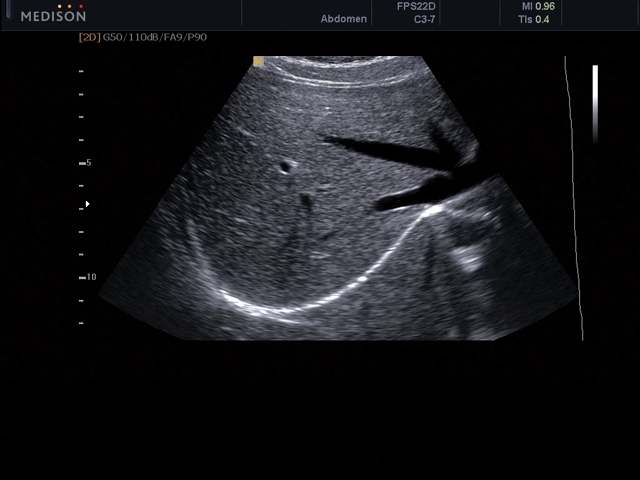 MEDISON
Abdomen
FPS22D
C3-7
MI 0.96
TIs 0.4
[2D] G50/110dB/FA9/P90
5
10